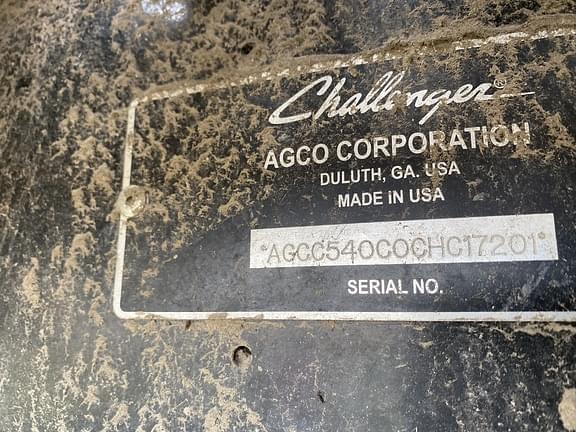 Challenger®
AGCO CORPORATION
DULUTH, GA. USA
MADE IN USA
*AGCC540C0CHC17201*
SERIAL NO.